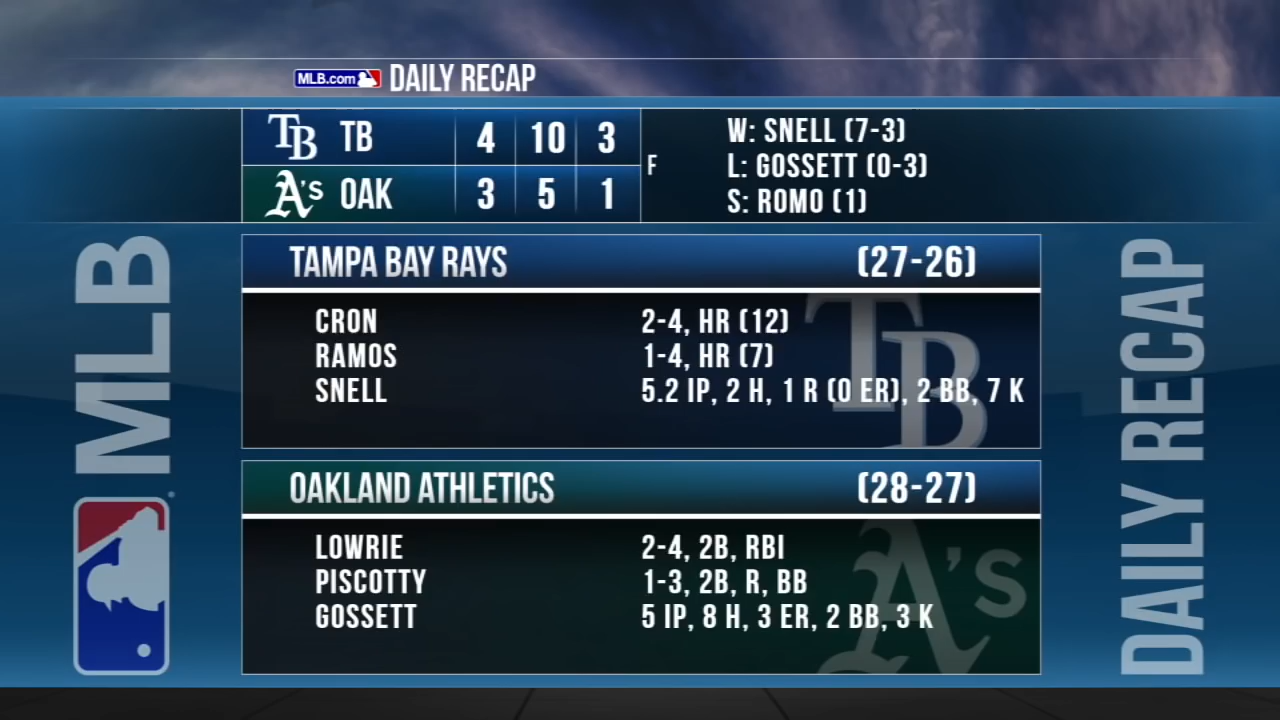 MLB.com DAILY RECAP
TB TB 4 10 3
A's OAK 3 5 1
F
W: SNELL (7-3)
L: GOSSETT (0-3)
S: ROMO (1)
MLB
TAMPA BAY RAYS (27-26)
TB
CRON 2-4, HR (12)
RAMOS 1-4, HR (7)
SNELL 5.2 IP, 2 H, 1 R (0 ER), 2 BB, 7 K
OAKLAND ATHLETICS (28-27)
A's
LOWRIE 2-4, 2B, RBI
PISCOTTY 1-3, 2B, R, BB
GOSSETT 5 IP, 8 H, 3 ER, 2 BB, 3 K
DAILY RECAP